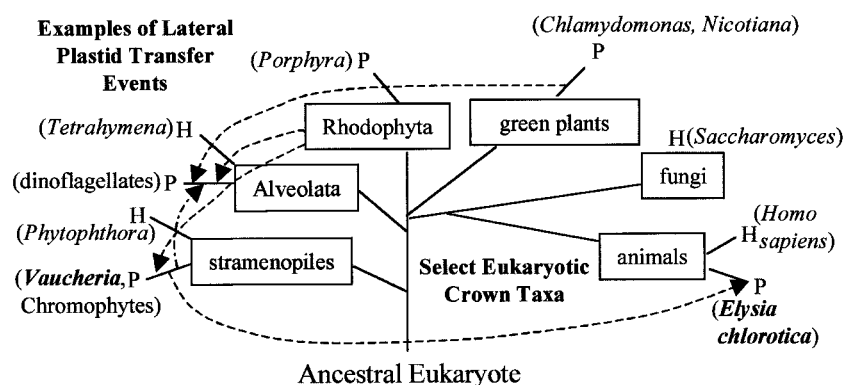 Examples of Lateral
Plastid Transfer
Events
(Chlamydomonas, Nicotiana)
P
(Porphyra) P
Rhodophyta
green plants
(Tetrahymena) H
H(Saccharomyces)
fungi
(dinoflagellates) P
Alveolata
H
(Phytophthora)
(Homo
H sapiens)
stramenopiles
animals
(Vaucheria, P
Chromophytes)
Select Eukaryotic
Crown Taxa
P
(Elysia
chlorotica)
Ancestral Eukaryote